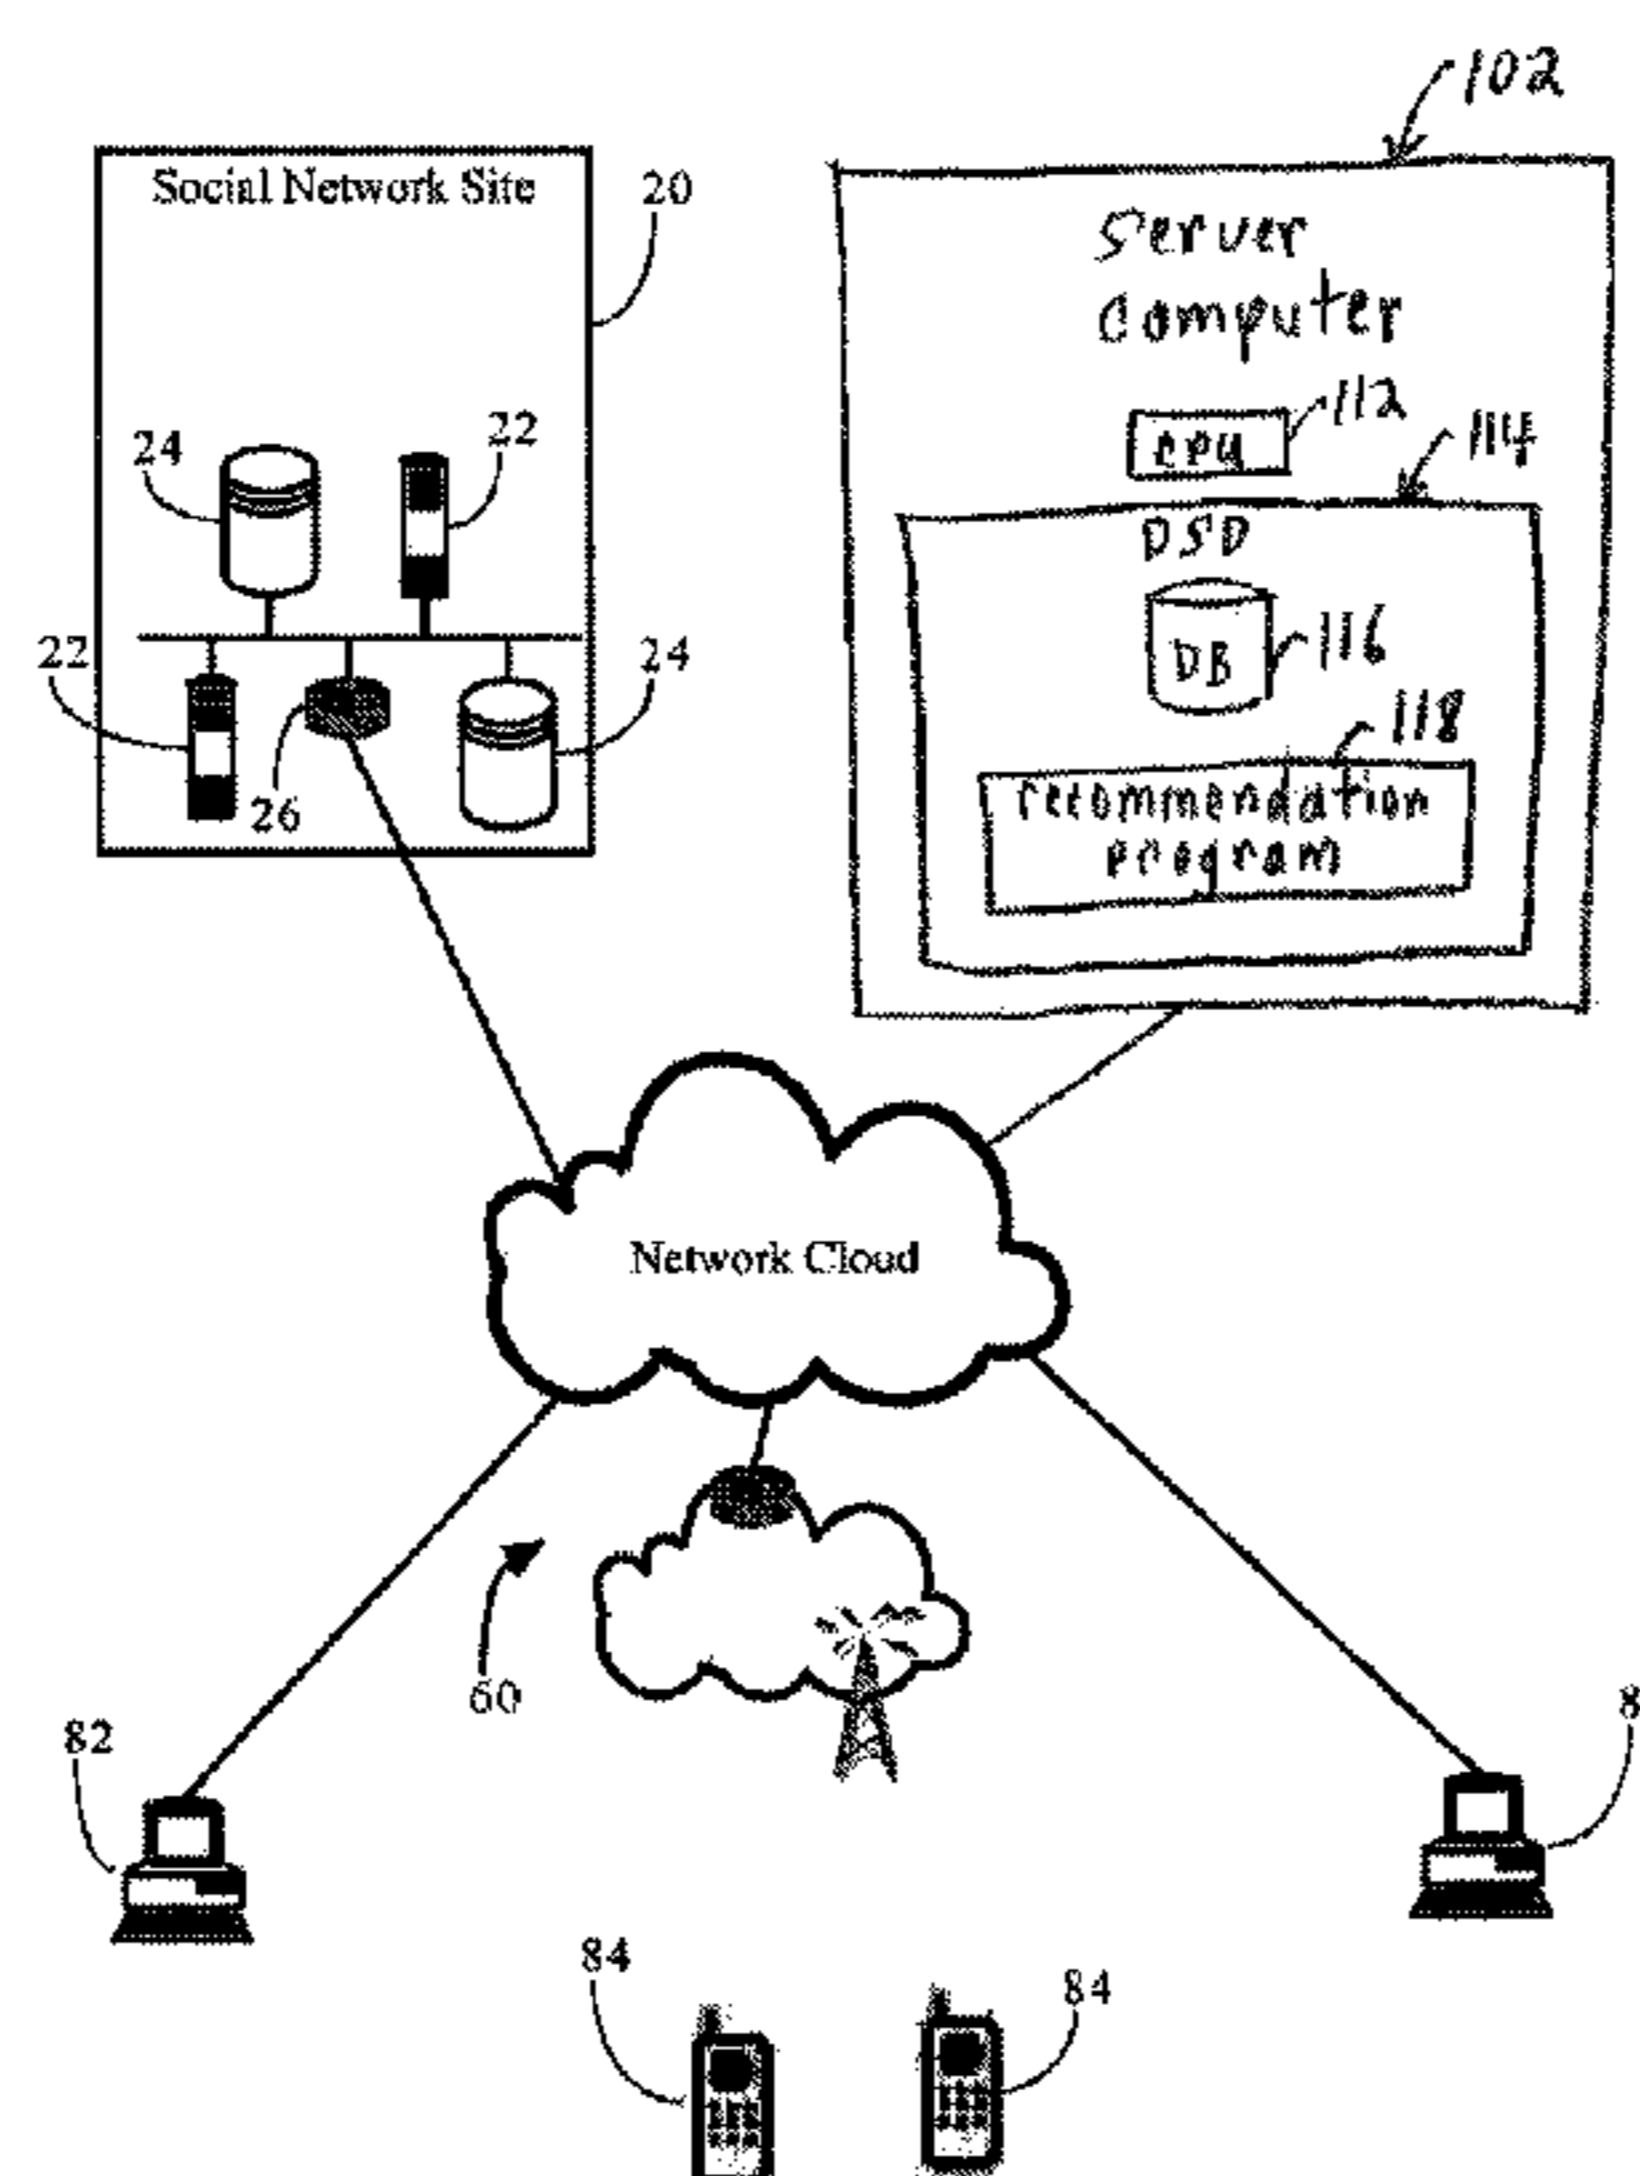 102
Social Network Site
20
Server
Computer
112
CPU
24
22
114
DSD
116
DB
22
24
118
recommendation
program
26
Network Cloud
60
82
8
84
84